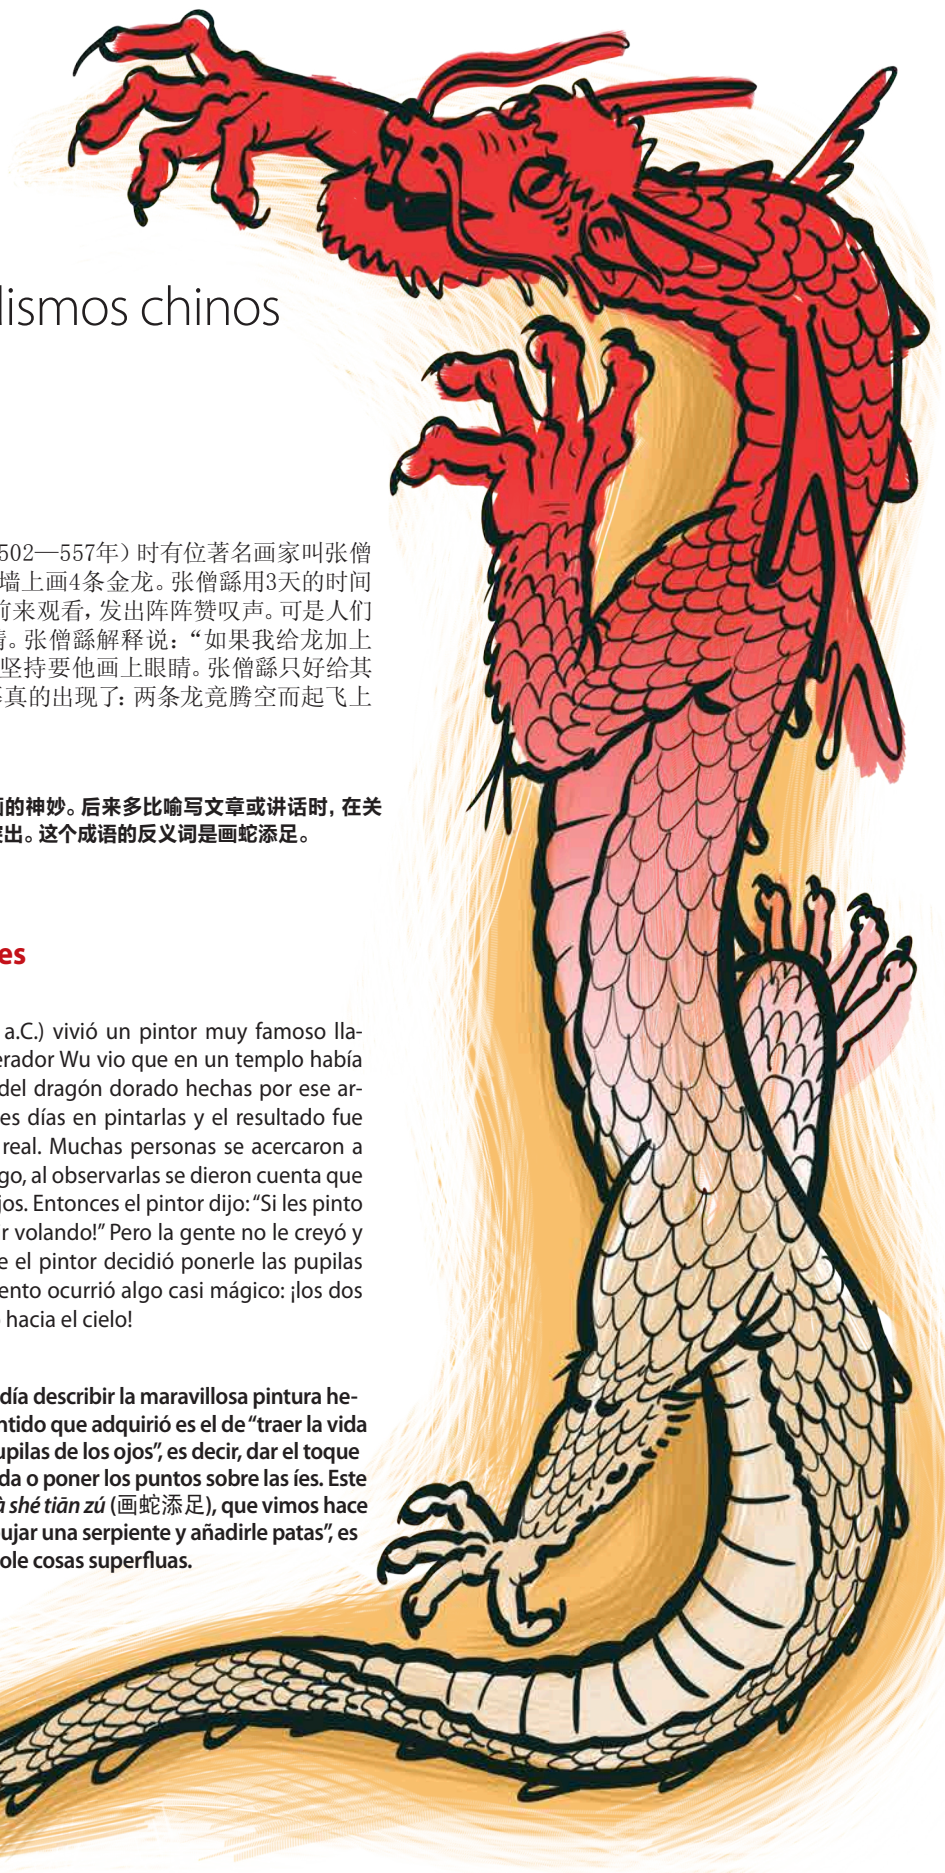 lismos chinos
502—557年）时有位著名画家叫张僧
墙上画4条金龙。张僧繇用3天的时间
前来观看，发出阵阵赞叹声。可是人们
睛。张僧繇解释说：“如果我给龙加上
坚持要他画上眼睛。张僧繇只好给其
真的出现了：两条龙竟腾空而起飞上
画的神妙。后来多比喻写文章或讲话时，在关
突出。这个成语的反义词是画蛇添足。
es
a.C.) vivió un pintor muy famoso lla-
erador Wu vio que en un templo había
del dragón dorado hechas por ese ar-
es días en pintarlas y el resultado fue
real. Muchas personas se acercaron a
go, al observarlas se dieron cuenta que
jos. Entonces el pintor dijo: “Si les pinto
ir volando!” Pero la gente no le creyó y
e el pintor decidió ponerle las pupilas
ento ocurrió algo casi mágico: ¡los dos
hacia el cielo!
día describir la maravillosa pintura he-
ntido que adquirió es el de “traer la vida
upilas de los ojos”, es decir, dar el toque
da o poner los puntos sobre las íes. Este
à shé tiān zú (画蛇添足), que vimos hace
ujar una serpiente y añadirle patas”, es
ole cosas superfluas.